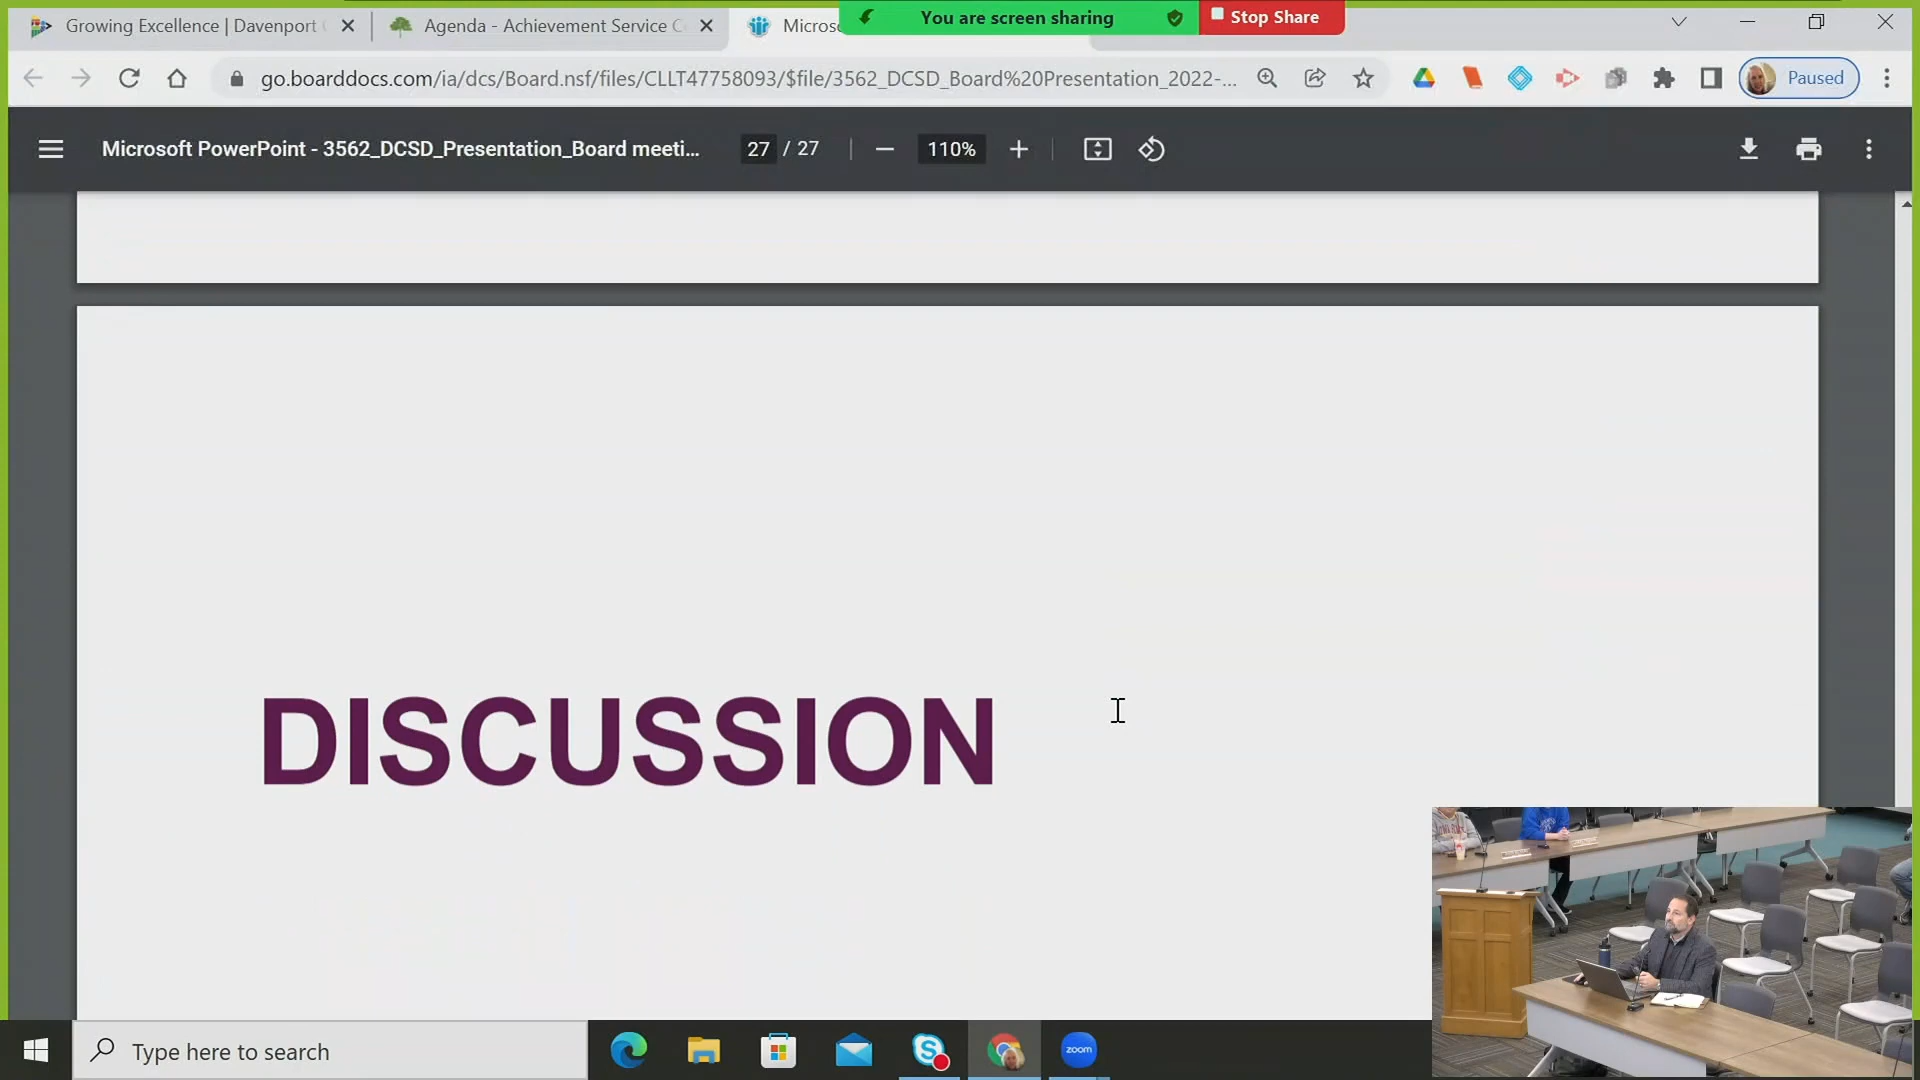 You are screen sharing
Stop Share
Growing Excellence | Davenport
Agenda - Achievement Service C
Micros
go.boarddocs.com/ia/dcs/Board.nsf/files/CLLT47758093/$file/3562_DCSD_Board%20Presentation_2022-...
Paused
Microsoft PowerPoint - 3562_DCSD_Presentation_Board meeti...
27 / 27
110%
DISCUSSION
Type here to search
zoom